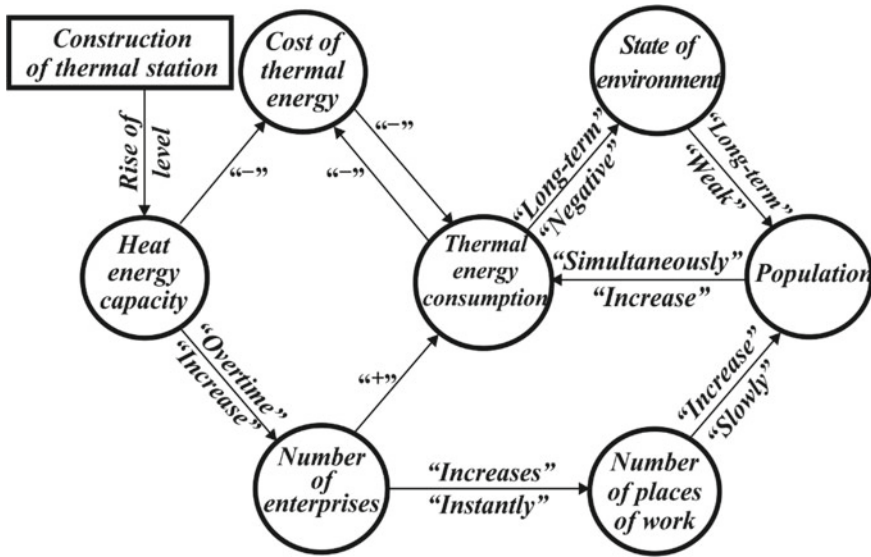 Construction
of thermal station
Cost of
thermal
energy
State of
environment
Rise of
level
“−”
“−”
“−”
“Long-term”
“Negative”
“Long-term”
“Weak”
Heat
energy
capacity
Thermal
energy
consumption
“Simultaneously”
“Increase”
Population
“Overtime”
“Increase”
“+”
“Increase”
“Slowly”
Number
of
enterprises
“Increases”
“Instantly”
Number
of places
of work